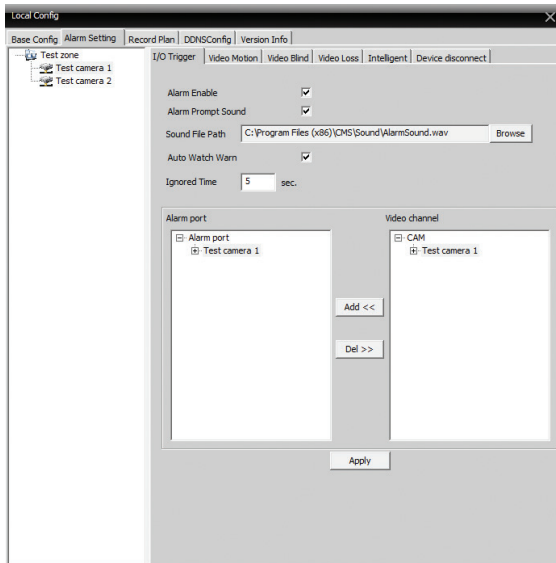 Local Config
Base Config Alarm Setting Record Plan DDNSConfig Version Info
Test zone
Test camera 1
Test camera 2
I/O Trigger Video Motion Video Blind Video Loss Intelligent Device disconnect
Alarm Enable
Alarm Prompt Sound
Sound File Path C:\Program Files (x86)\CMS\Sound\AlarmSound.wav Browse
Auto Watch Warn
Ignored Time 5 sec.
Alarm port Video channel
Alarm port CAM
Test camera 1 Test camera 1
Add <<
Del >>
Apply